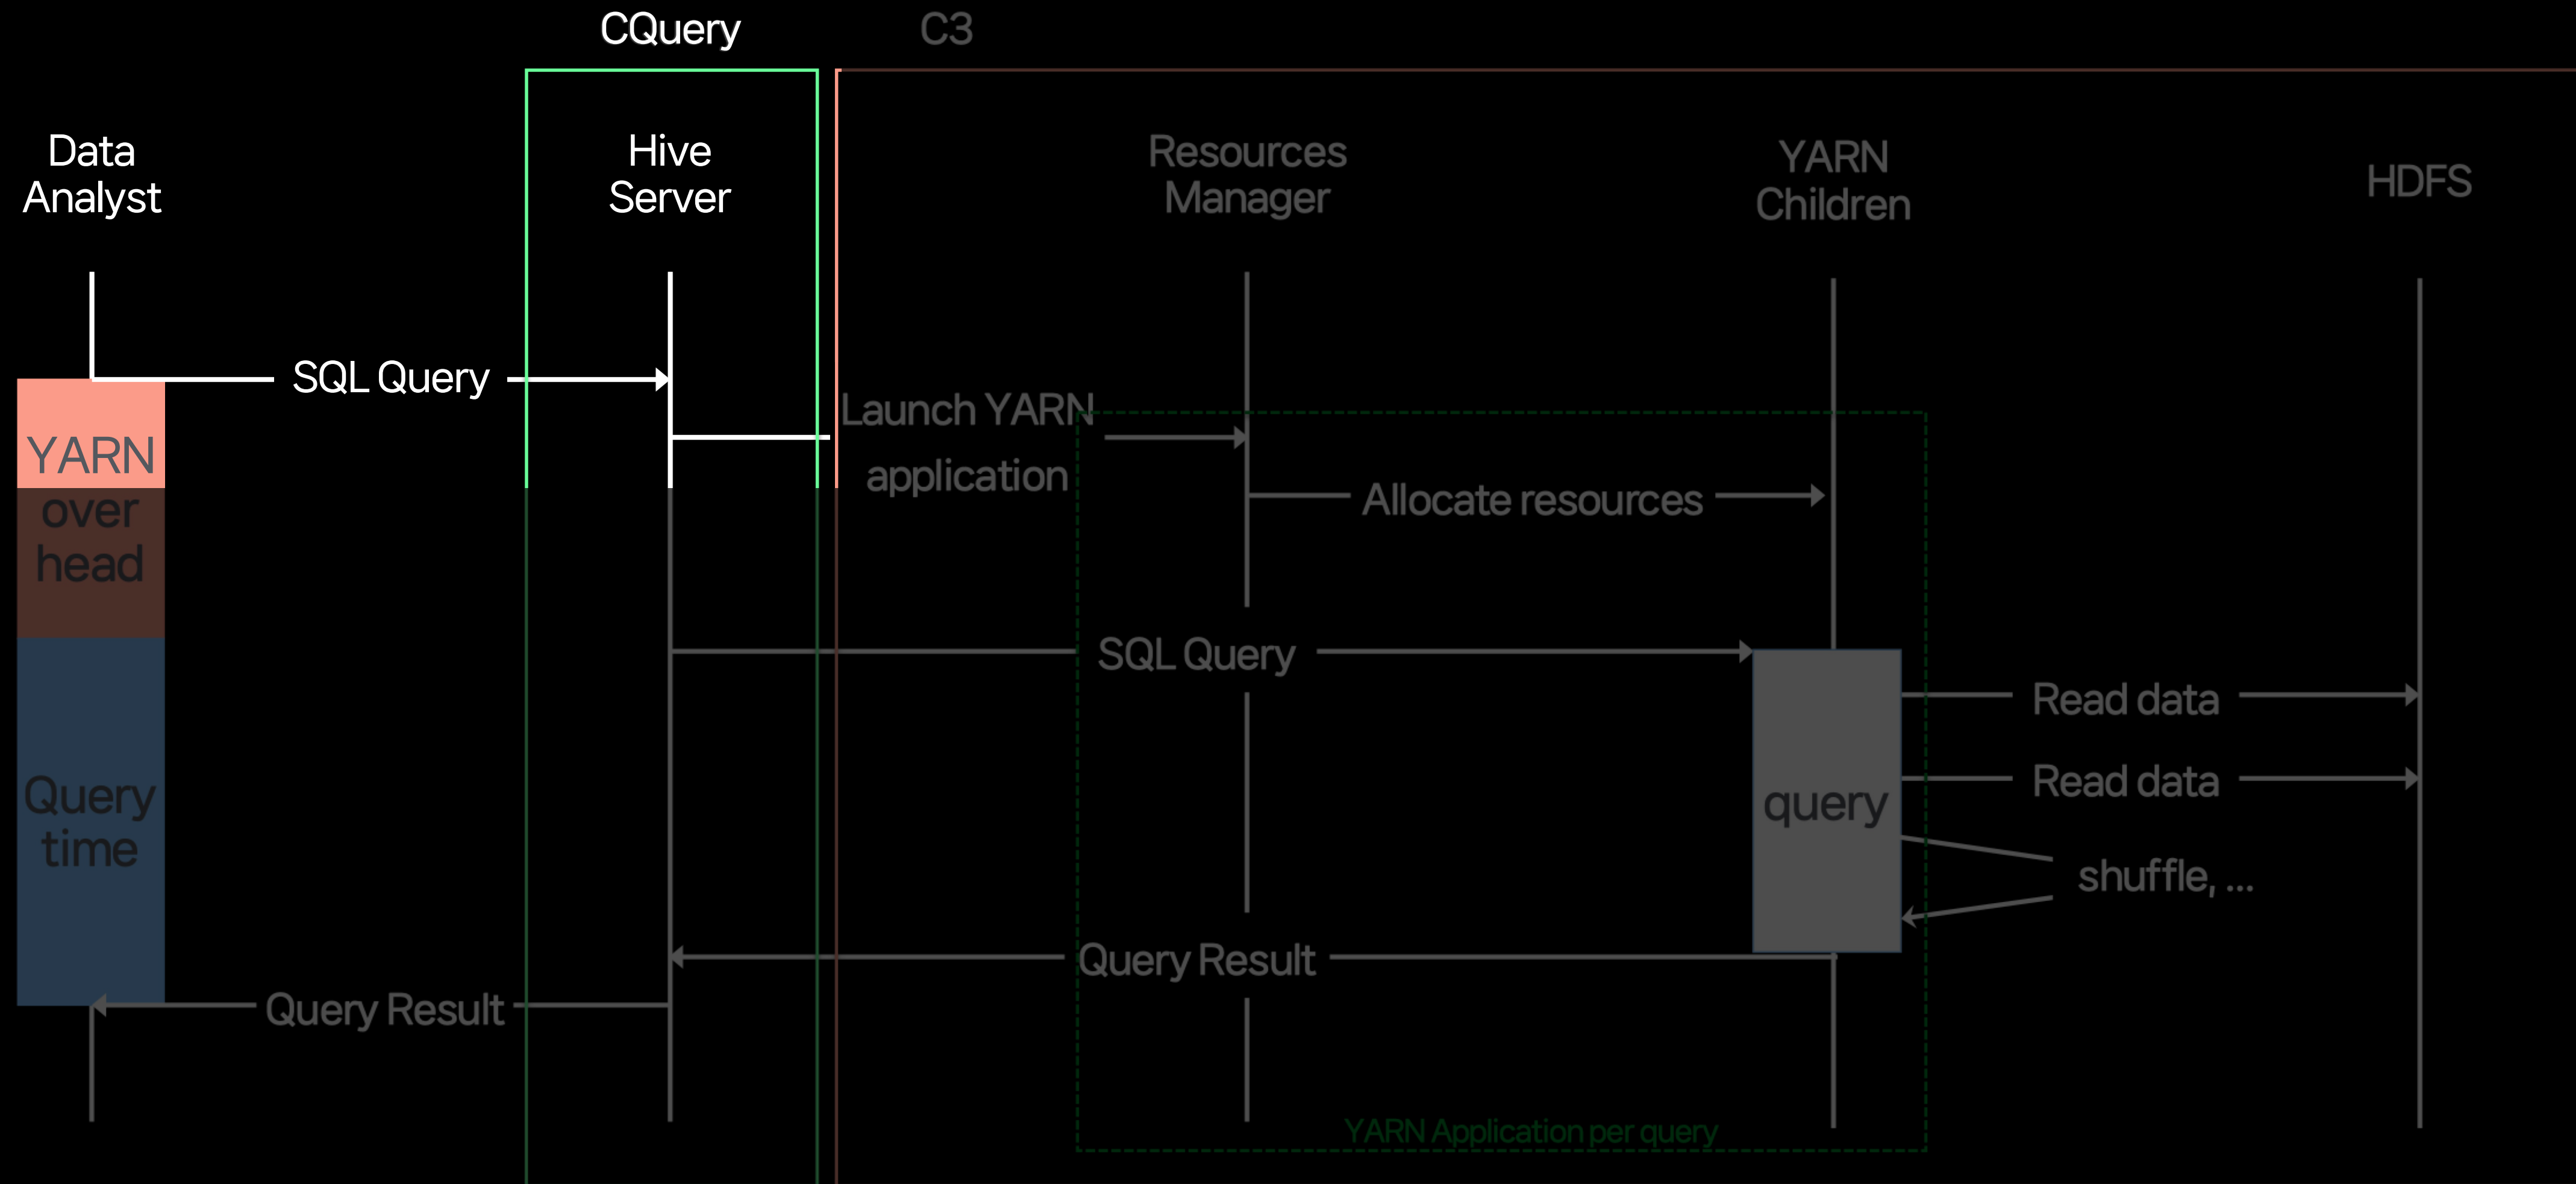 CQuery
C3
Data
Analyst
Hive
Server
Resources
Manager
YARN
Children
HDFS
SQL Query
Launch YARN
application
Allocate resources
YARN
over
head
SQL Query
Read data
Read data
query
Query
time
shuffle, ...
Query Result
Query Result
YARN Application per query